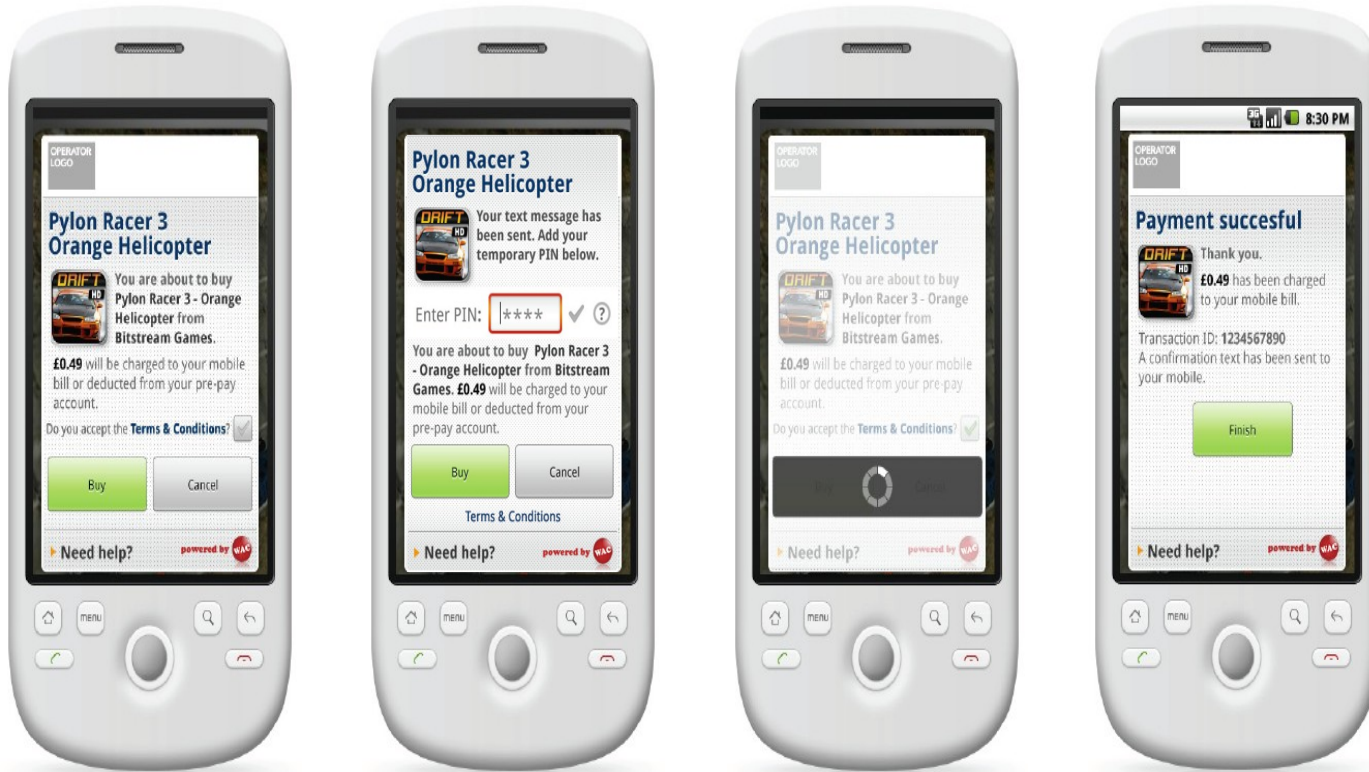 OPERATOR
LOGO
Pylon Racer 3
Orange Helicopter
DRIFT
HD
You are about to buy
Pylon Racer 3 - Orange
Helicopter from
Bitstream Games.
£0.49 will be charged to your mobile
bill or deducted from your pre-pay
account.
Do you accept the Terms & Conditions?
Buy
Cancel
Need help?
powered by WAC
menu
Pylon Racer 3
Orange Helicopter
DRIFT
HD
Your text message has
been sent. Add your
temporary PIN below.
Enter PIN: |**** ?
You are about to buy Pylon Racer 3
- Orange Helicopter from Bitstream
Games. £0.49 will be charged to your
mobile bill or deducted from your
pre-pay account.
Buy
Cancel
Terms & Conditions
Need help?
powered by WAC
menu
OPERATOR
LOGO
Pylon Racer 3
Orange Helicopter
DRIFT
HD
You are about to buy
Pylon Racer 3 - Orange
Helicopter from
Bitstream Games.
£0.49 will be charged to your mobile
bill or deducted from your pre-pay
account.
Do you accept the Terms & Conditions?
Buy
Cancel
Need help?
powered by WAC
menu
3G
8:30 PM
OPERATOR
LOGO
Payment succesful
DRIFT
HD
Thank you.
£0.49 has been charged
to your mobile bill.
Transaction ID: 1234567890
A confirmation text has been sent to
your mobile.
Finish
Need help?
powered by WAC
menu